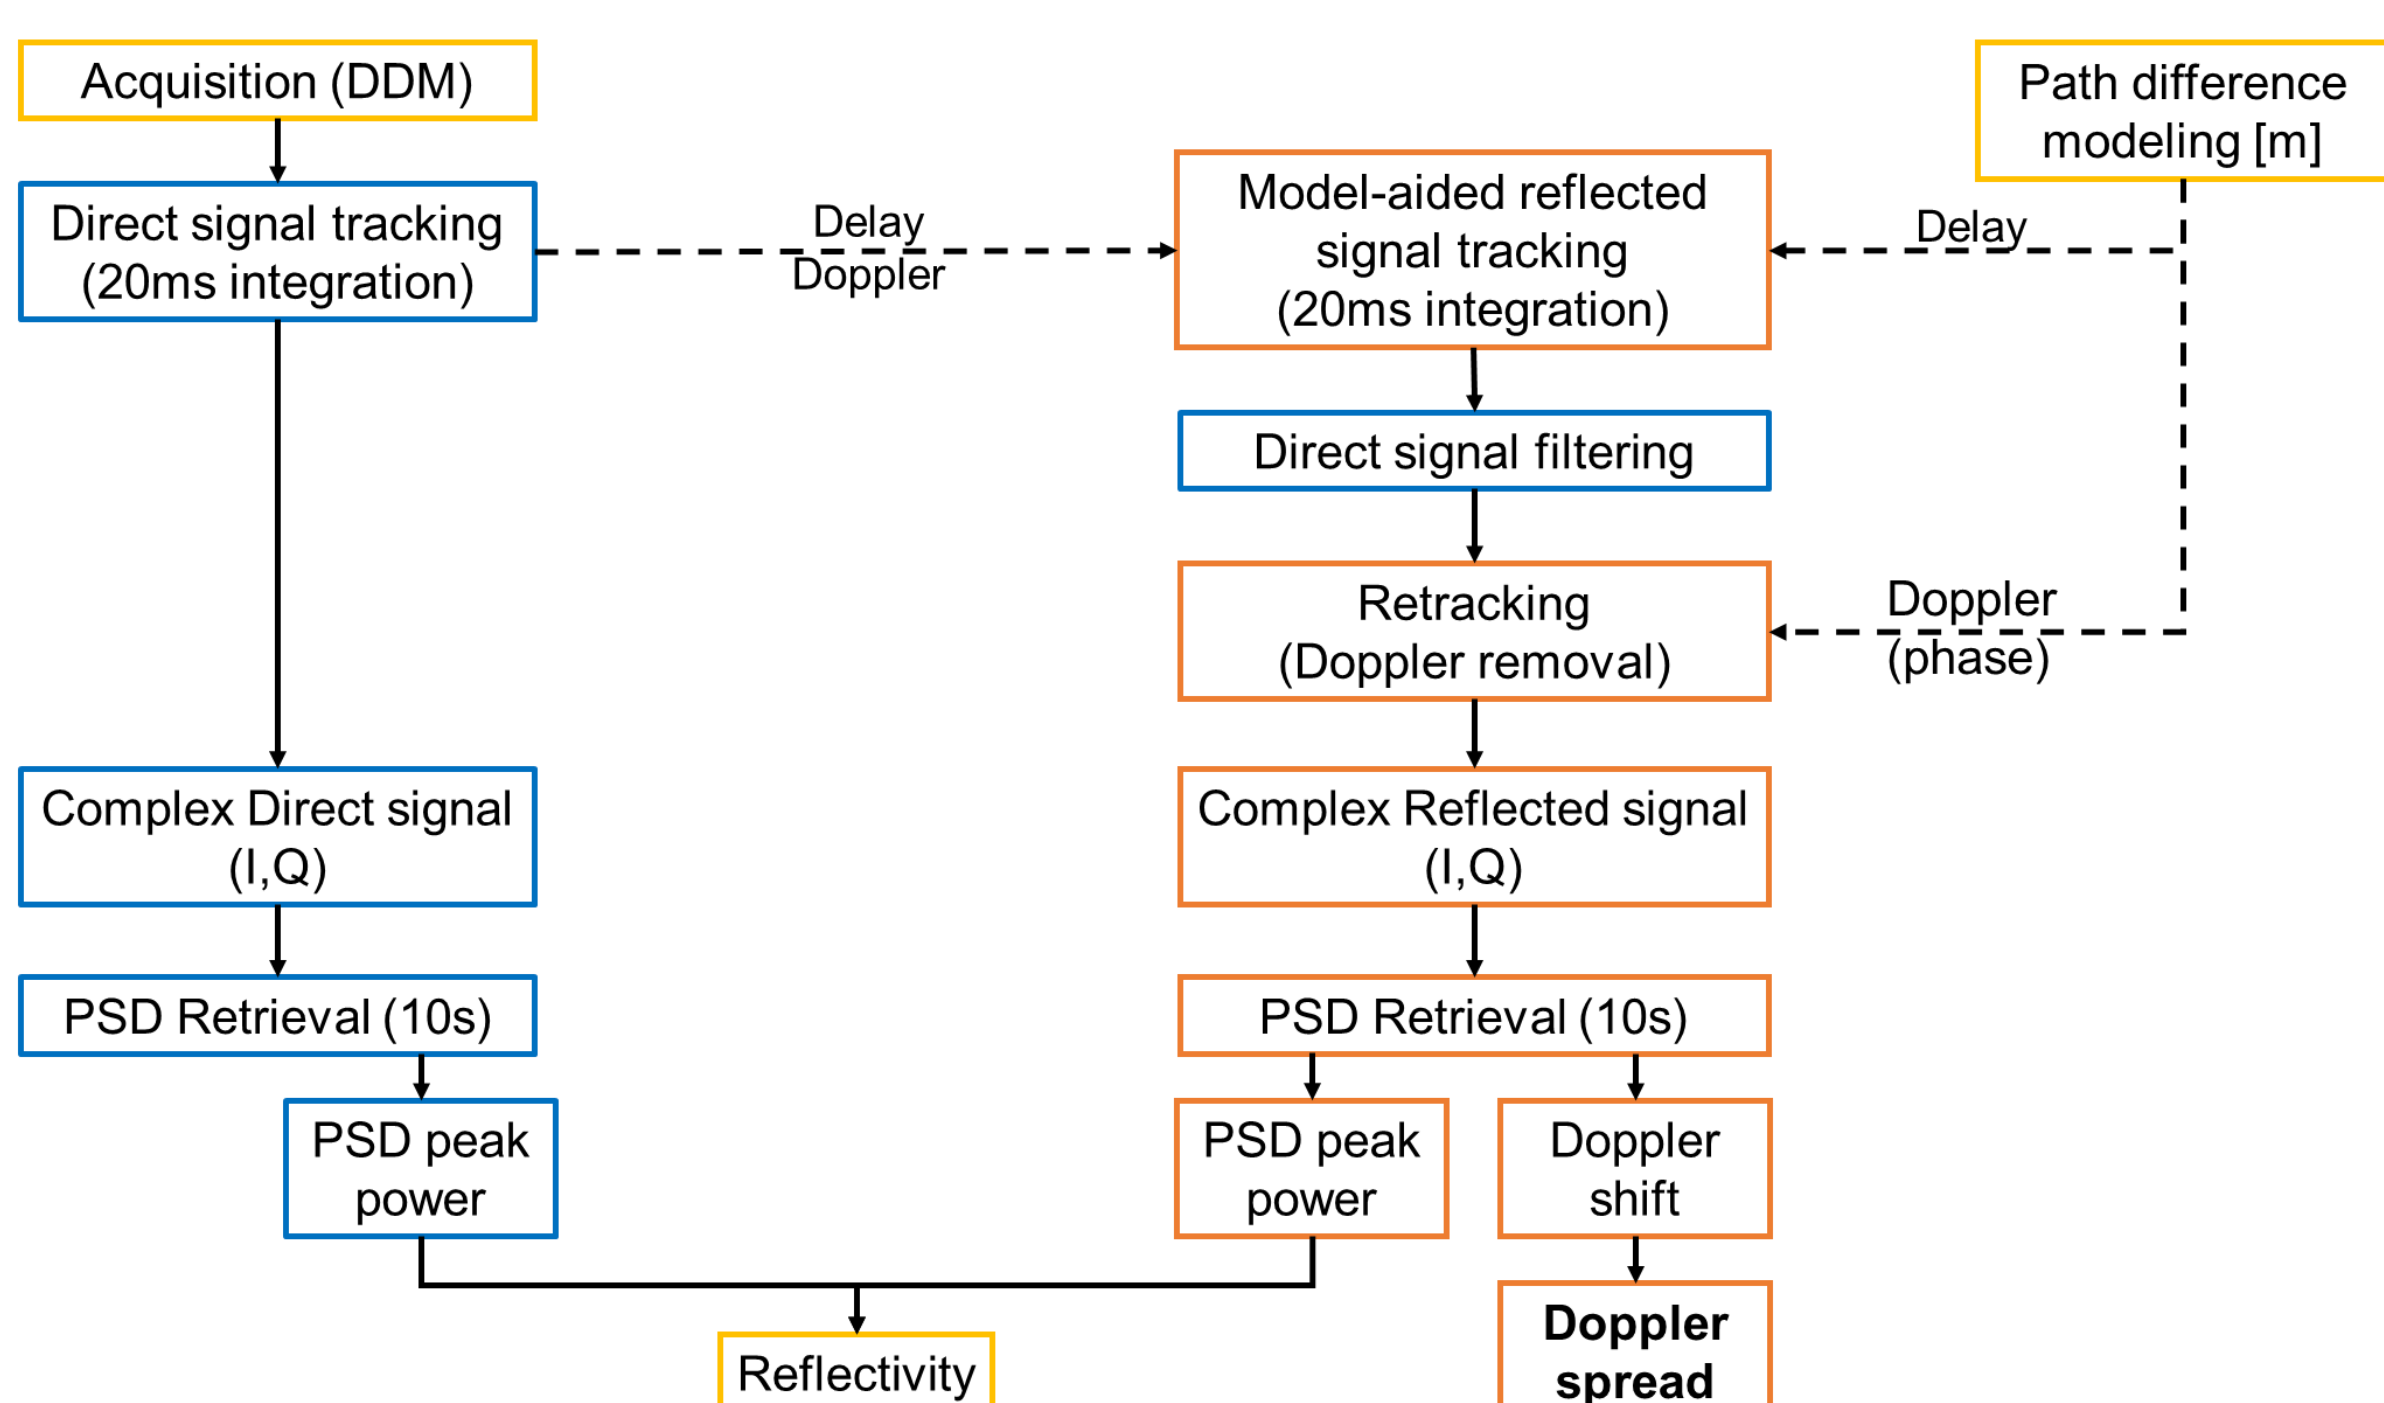 Acquisition (DDM)
Path difference
modeling [m]
Direct signal tracking
(20ms integration)
Delay
Doppler
Model-aided reflected
signal tracking
(20ms integration)
Delay
Direct signal filtering
Retracking
(Doppler removal)
Doppler
(phase)
Complex Direct signal
(I,Q)
Complex Reflected signal
(I,Q)
PSD Retrieval (10s)
PSD Retrieval (10s)
PSD peak
power
PSD peak
power
Doppler
shift
Reflectivity
Doppler
spread